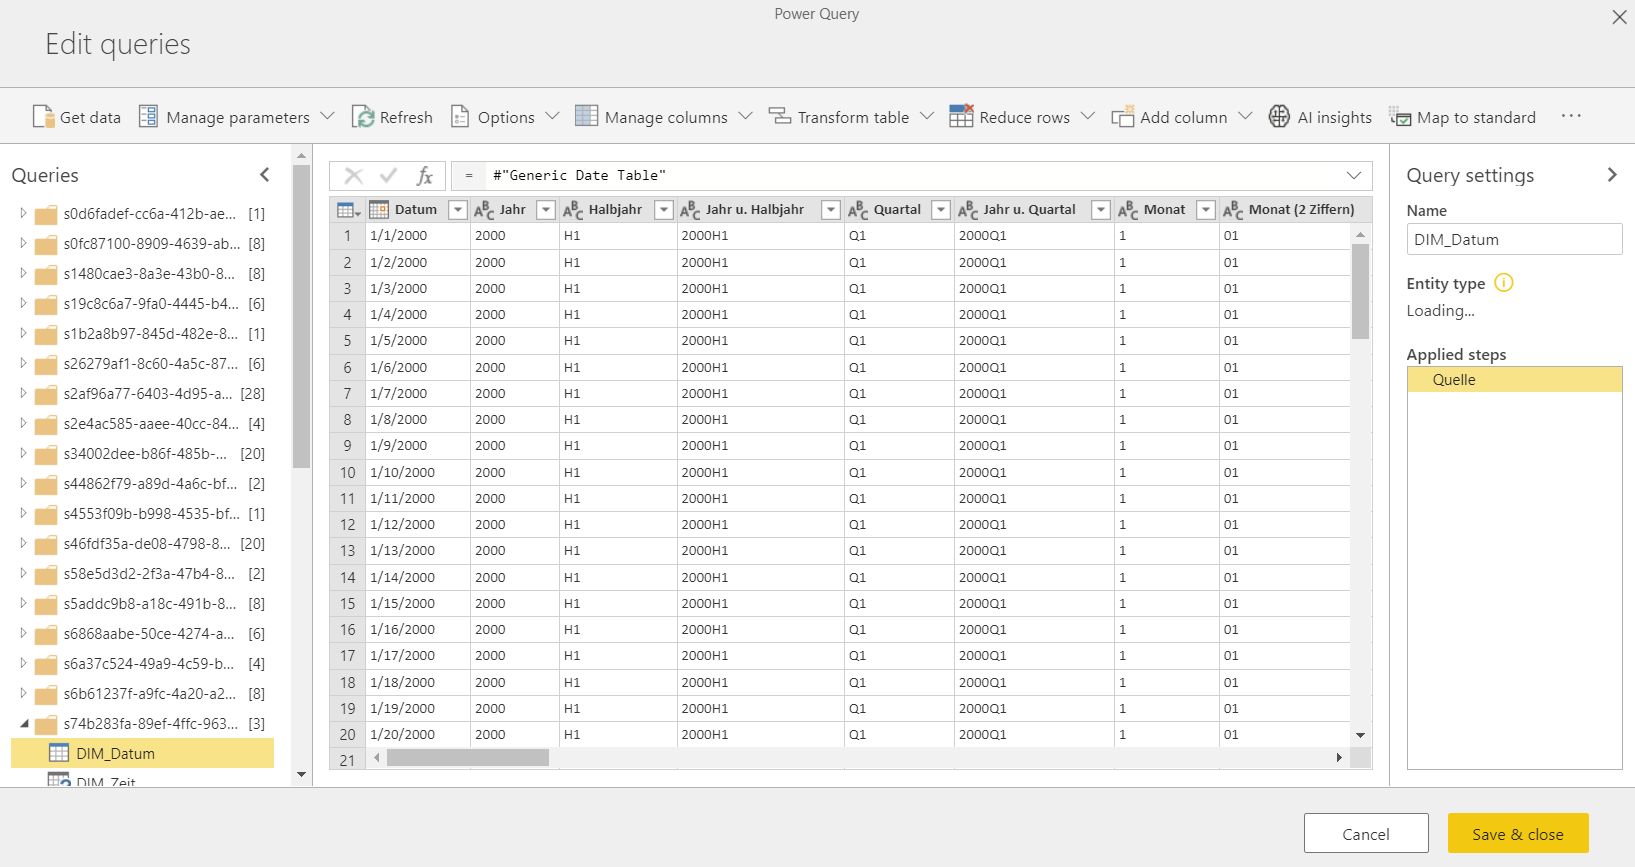 Power Query
Edit queries
Get data Manage parameters Refresh Options Manage columns Transform table Reduce rows Add column AI insights Map to standard ...
Queries
s0d6fadef-cc6a-412b-ae... [1]
s0fc87100-8909-4639-ab... [8]
s1480cae3-8a3e-43b0-8... [8]
s19c8c6a7-9fa0-4445-b4... [6]
s1b2a8b97-845d-482e-8... [1]
s26279af1-8c60-4a5c-87... [6]
s2af96a77-6403-4d95-a... [28]
s2e4ac585-aaee-40cc-84... [4]
s34002dee-b86f-485b-... [20]
s44862f79-a89d-4a6c-bf... [2]
s4553f09b-b998-4535-bf... [1]
s46fdf35a-de08-4798-8... [20]
s58e5d3d2-2f3a-47b4-8... [2]
s5addc9b8-a18c-491b-8... [8]
s6868aabe-50ce-4274-a... [6]
s6a37c524-49a9-4c59-b... [4]
s6b61237f-a9fc-4a20-a2... [8]
s74b283fa-89ef-4ffc-963... [3]
DIM_Datum
DIM_Zeit
fx = #"Generic Date Table"
Datum ABC Jahr ABC Halbjahr ABC Jahr u. Halbjahr ABC Quartal ABC Jahr u. Quartal ABC Monat ABC Monat (2 Ziffern)
1 1/1/2000 2000 H1 2000H1 Q1 2000Q1 1 01
2 1/2/2000 2000 H1 2000H1 Q1 2000Q1 1 01
3 1/3/2000 2000 H1 2000H1 Q1 2000Q1 1 01
4 1/4/2000 2000 H1 2000H1 Q1 2000Q1 1 01
5 1/5/2000 2000 H1 2000H1 Q1 2000Q1 1 01
6 1/6/2000 2000 H1 2000H1 Q1 2000Q1 1 01
7 1/7/2000 2000 H1 2000H1 Q1 2000Q1 1 01
8 1/8/2000 2000 H1 2000H1 Q1 2000Q1 1 01
9 1/9/2000 2000 H1 2000H1 Q1 2000Q1 1 01
10 1/10/2000 2000 H1 2000H1 Q1 2000Q1 1 01
11 1/11/2000 2000 H1 2000H1 Q1 2000Q1 1 01
12 1/12/2000 2000 H1 2000H1 Q1 2000Q1 1 01
13 1/13/2000 2000 H1 2000H1 Q1 2000Q1 1 01
14 1/14/2000 2000 H1 2000H1 Q1 2000Q1 1 01
15 1/15/2000 2000 H1 2000H1 Q1 2000Q1 1 01
16 1/16/2000 2000 H1 2000H1 Q1 2000Q1 1 01
17 1/17/2000 2000 H1 2000H1 Q1 2000Q1 1 01
18 1/18/2000 2000 H1 2000H1 Q1 2000Q1 1 01
19 1/19/2000 2000 H1 2000H1 Q1 2000Q1 1 01
20 1/20/2000 2000 H1 2000H1 Q1 2000Q1 1 01
21
Query settings
Name
DIM_Datum
Entity type
Loading...
Applied steps
Quelle
Cancel
Save & close